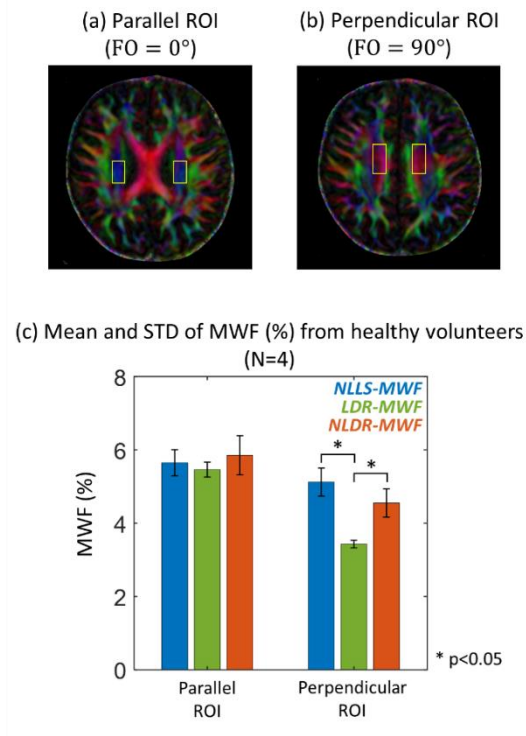 (a) Parallel ROI
(FO = 0°)
(b) Perpendicular ROI
(FO = 90°)
(c) Mean and STD of MWF (%) from healthy volunteers
(N=4)
MWF (%)
8
6
4
2
0
NLLS-MWF
LDR-MWF
NLDR-MWF
* *
* p<0.05
Parallel
ROI
Perpendicular
ROI